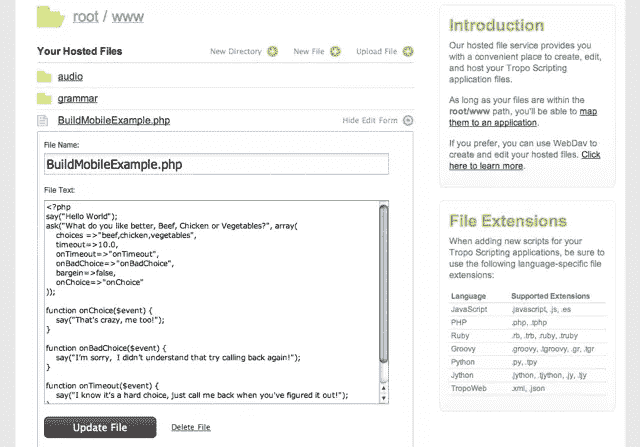 root / www
Your Hosted Files
New Directory
New File
Upload File
audio
grammar
BuildMobileExample.php
Hide Edit Form
File Name:
BuildMobileExample.php
File Text:
<?php
say("Hello World");
ask("What do you like better, Beef, Chicken or Vegetables?", array(
choices =>"beef,chicken,vegetables",
timeout=>10.0,
onTimeout=>"onTimeout",
onBadChoice=>"onBadChoice",
bargein=>false,
onChoice=>"onChoice"
));
function onChoice($event) {
say("That's crazy, me too!");
}
function onBadChoice($event) {
say("I'm sorry, I didn't understand that try calling back again!");
}
function onTimeout($event) {
say("I know it's a hard choice, just call me back when you've figured it out!");
}
Update File
Delete File
Introduction
Our hosted file service provides you
with a convenient place to create, edit,
and host your Tropo Scripting
application files.
As long as your files are within the
root/www path, you'll be able to map
them to an application.
If you prefer, you can use WebDav to
create and edit your hosted files. Click
here to learn more.
File Extensions
When adding new scripts for your
Tropo Scripting applications, be sure to
use the following language-specific file
extensions:
Language Supported Extensions
JavaScript .javascript, .js, .es
PHP .php, .tphp
Ruby .rb, .trb, .ruby, .truby
Groovy .groovy, .tgroovy, .gr, .tgr
Python .py, .tpy
Jython .jython, .tjython, .jy, .tjy
TropoWeb .xml, .json